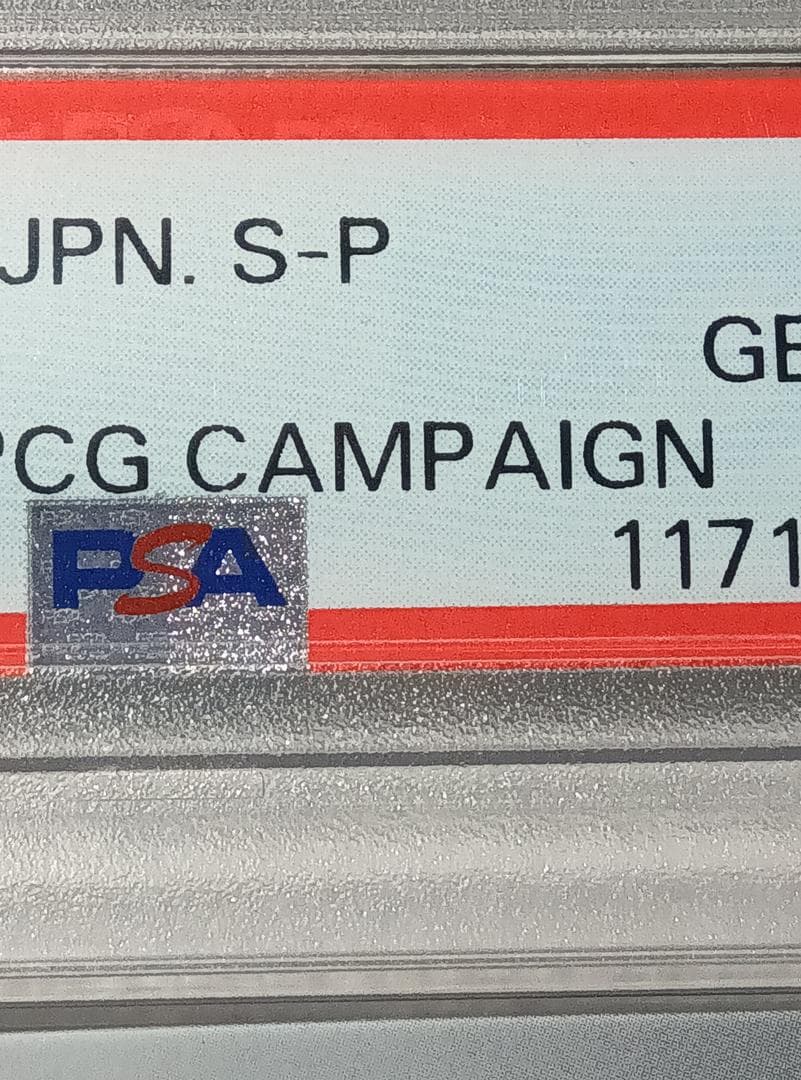 JPN. S-P
GE
PCG CAMPAIGN
1171
PSA